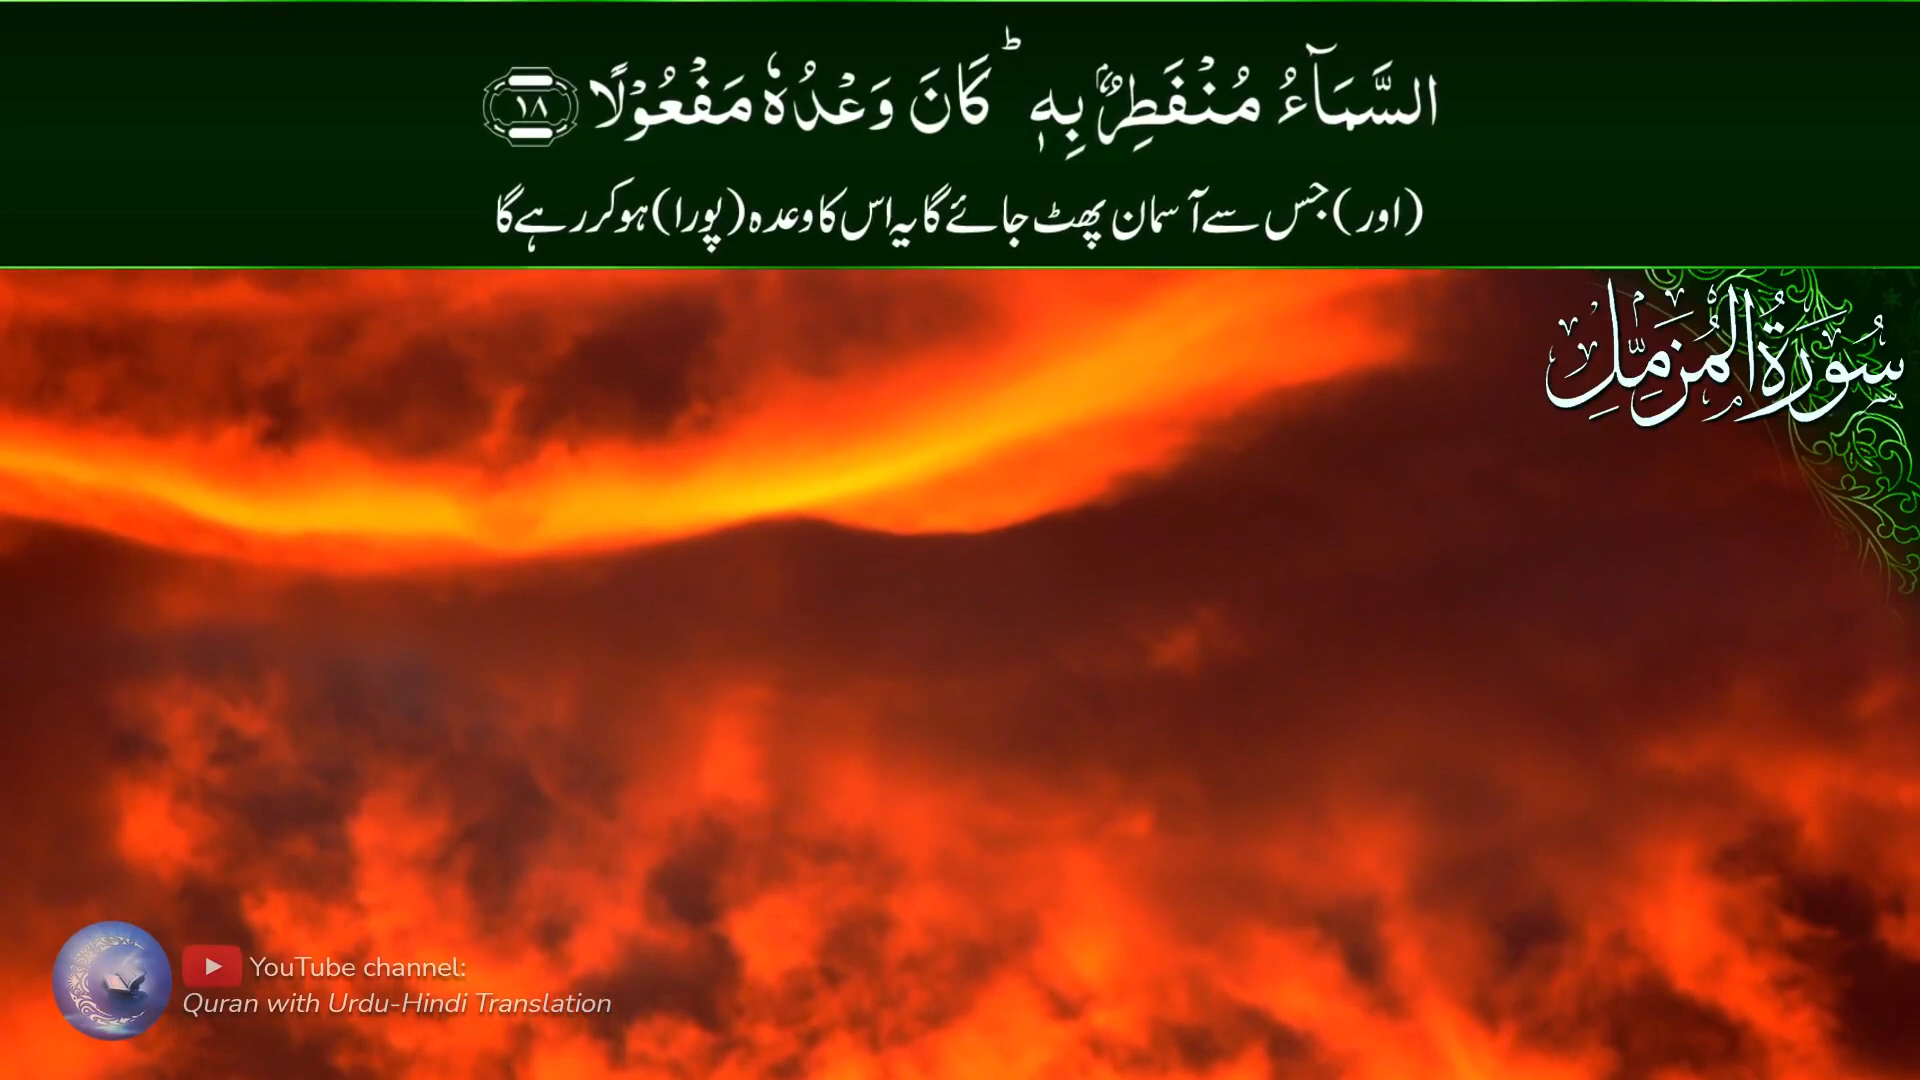 السَّمَآءُ مُنْفَطِرٌۢ بِهٖ ؕ كَانَ وَعْدُهٗ مَفْعُوْلًا ۱۸
(اور) جس سے آسمان پھٹ جائے گا یہ اس کا وعدہ (پورا) ہو کر رہے گا
سُوْرَةُ الْمُزَمِّلِ
YouTube channel:
Quran with Urdu-Hindi Translation